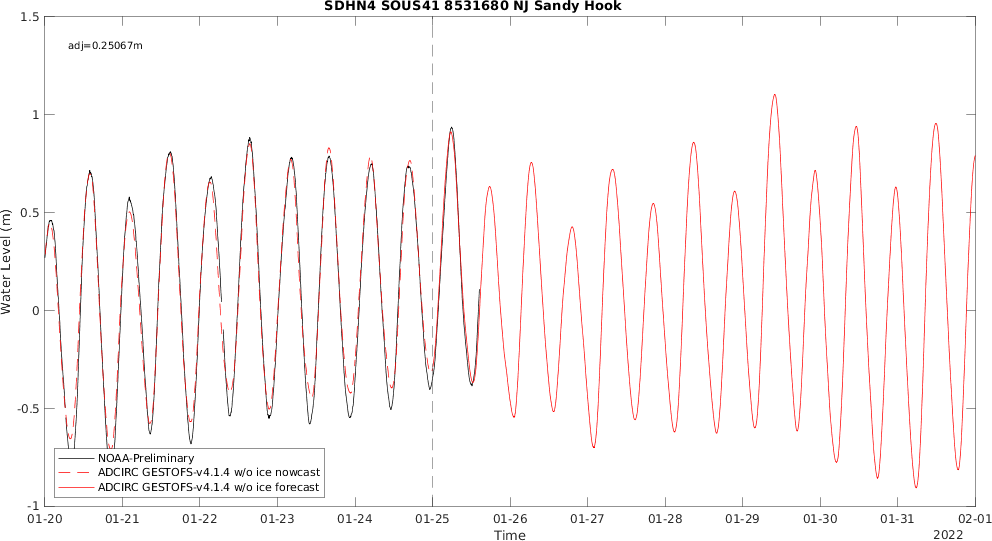 SDHN4 SOUS41 8531680 NJ Sandy Hook
adj=0.25067m
1.5
1
0.5
0
-0.5
-1
Water Level (m)
NOAA-Preliminary
ADCIRC GESTOFS-v4.1.4 w/o ice nowcast
ADCIRC GESTOFS-v4.1.4 w/o ice forecast
01-20 01-21 01-22 01-23 01-24 01-25 01-26 01-27 01-28 01-29 01-30 01-31 02-01
Time
2022